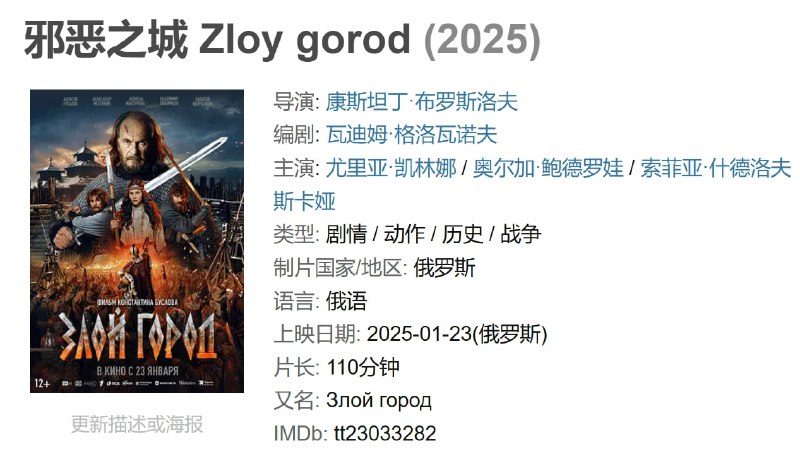 邪恶之城 Zloy gorod (2025)
ФИЛЬМ КОНСТАНТИНА БУСЛОВА
ЗЛОЙ ГОРОД
В КИНО С 23 ЯНВАРЯ
12+
更新描述或海报
导演: 康斯坦丁·布罗斯洛夫
编剧: 瓦迪姆·格洛瓦诺夫
主演: 尤里亚·凯林娜 / 奥尔加·鲍德罗娃 / 索菲亚·什德洛夫
斯卡娅
类型: 剧情 / 动作 / 历史 / 战争
制片国家/地区: 俄罗斯
语言: 俄语
上映日期: 2025-01-23(俄罗斯)
片长: 110分钟
又名: Злой город
IMDb: tt23033282